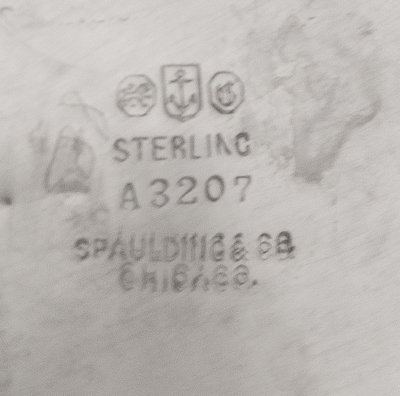 STERLING
A3207
SPAULDING & CO.
CHICAGO.